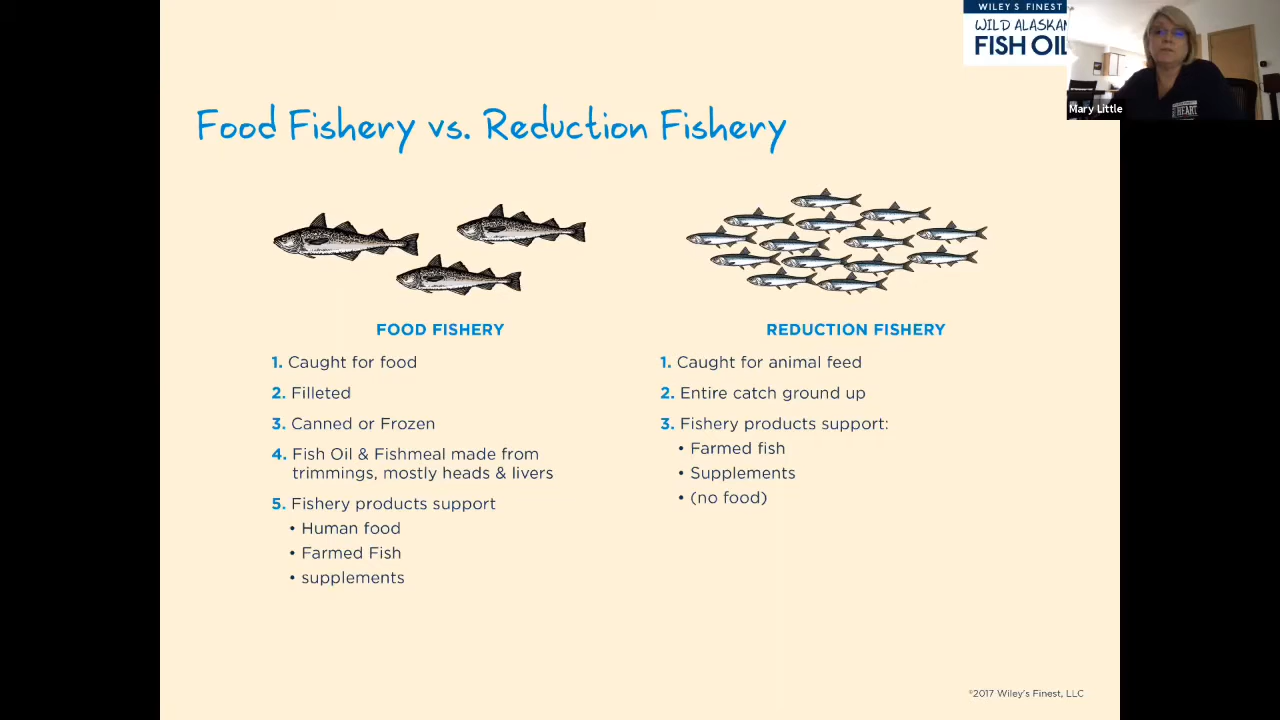 WILEY'S FINEST
WILD ALASKAN
FISH OIL
Mary Little
HEART
Food Fishery vs. Reduction Fishery
FOOD FISHERY
1. Caught for food
2. Filleted
3. Canned or Frozen
4. Fish Oil & Fishmeal made from
trimmings, mostly heads & livers
5. Fishery products support
• Human food
• Farmed Fish
• supplements
REDUCTION FISHERY
1. Caught for animal feed
2. Entire catch ground up
3. Fishery products support:
• Farmed fish
• Supplements
• (no food)
©2017 Wiley's Finest, LLC